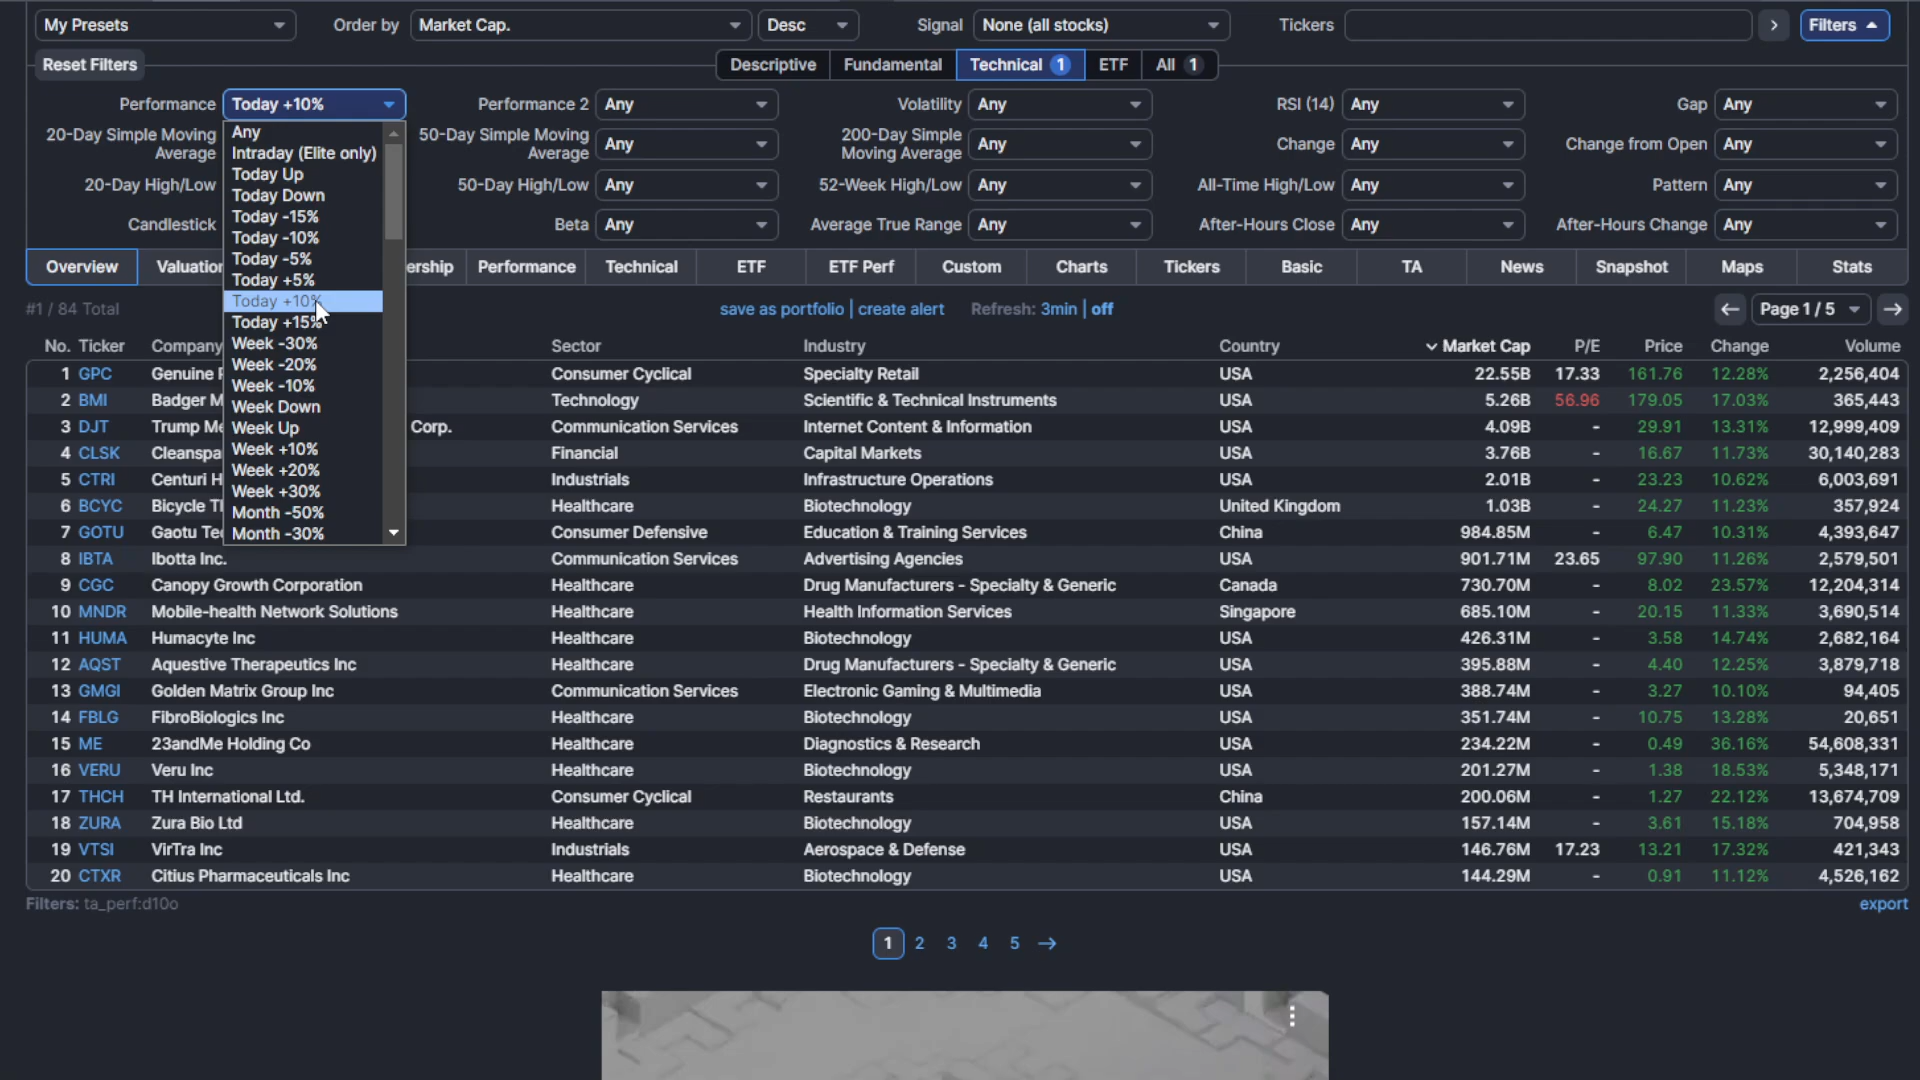 My Presets Order by Market Cap. Desc Signal None (all stocks) Tickers > Filters
Reset Filters Descriptive Fundamental Technical 1 ETF All 1
Performance Today +10% Performance 2 Any Volatility Any RSI (14) Any Gap Any
20-Day Simple Moving Average 50-Day Simple Moving Average Any 200-Day Simple Moving Average Any Change Any Change from Open Any
20-Day High/Low 50-Day High/Low Any 52-Week High/Low Any All-Time High/Low Any Pattern Any
Candlestick Beta Any Average True Range Any After-Hours Close Any After-Hours Change Any
Any
Intraday (Elite only)
Today Up
Today Down
Today -15%
Today -10%
Today -5%
Today +5%
Today +10%
Today +15%
Week -30%
Week -20%
Week -10%
Week Down
Week Up
Week +10%
Week +20%
Week +30%
Month -50%
Month -30%
Overview Valuation ership Performance Technical ETF ETF Perf Custom Charts Tickers Basic TA News Snapshot Maps Stats
#1 / 84 Total save as portfolio | create alert Refresh: 3min | off ← Page 1 / 5 →
No. Ticker Company Sector Industry Country Market Cap P/E Price Change Volume
1 GPC Genuine Consumer Cyclical Specialty Retail USA 22.55B 17.33 161.76 12.28% 2,256,404
2 BMI Badger M Technology Scientific & Technical Instruments USA 5.26B 56.96 179.05 17.03% 365,443
3 DJT Trump Me Corp. Communication Services Internet Content & Information USA 4.09B - 29.91 13.31% 12,999,409
4 CLSK Cleanspa Financial Capital Markets USA 3.76B - 16.67 11.73% 30,140,283
5 CTRI Centuri H Industrials Infrastructure Operations USA 2.01B - 23.23 10.62% 6,003,691
6 BCYC Bicycle T Healthcare Biotechnology United Kingdom 1.03B - 24.27 11.23% 357,924
7 GOTU Gaotu Te Consumer Defensive Education & Training Services China 984.85M - 6.47 10.31% 4,393,647
8 IBTA Ibotta Inc. Communication Services Advertising Agencies USA 901.71M 23.65 97.90 11.26% 2,579,501
9 CGC Canopy Growth Corporation Healthcare Drug Manufacturers - Specialty & Generic Canada 730.70M - 8.02 23.57% 12,204,314
10 MNDR Mobile-health Network Solutions Healthcare Health Information Services Singapore 685.10M - 20.15 11.33% 3,690,514
11 HUMA Humacyte Inc Healthcare Biotechnology USA 426.31M - 3.58 14.74% 2,682,164
12 AQST Aquestive Therapeutics Inc Healthcare Drug Manufacturers - Specialty & Generic USA 395.88M - 4.40 12.25% 3,879,718
13 GMGI Golden Matrix Group Inc Communication Services Electronic Gaming & Multimedia USA 388.74M - 3.27 10.10% 94,405
14 FBLG FibroBiologics Inc Healthcare Biotechnology USA 351.74M - 10.75 13.28% 20,651
15 ME 23andMe Holding Co Healthcare Diagnostics & Research USA 234.22M - 0.49 36.16% 54,608,331
16 VERU Veru Inc Healthcare Biotechnology USA 201.27M - 1.38 18.53% 5,348,171
17 THCH TH International Ltd. Consumer Cyclical Restaurants China 200.06M - 1.27 22.12% 13,674,709
18 ZURA Zura Bio Ltd Healthcare Biotechnology USA 157.14M - 3.61 15.18% 704,958
19 VTSI VirTra Inc Industrials Aerospace & Defense USA 146.76M 17.23 13.21 17.32% 421,343
20 CTXR Citius Pharmaceuticals Inc Healthcare Biotechnology USA 144.29M - 0.91 11.12% 4,526,162
Filters: ta_perf:d10o export
1 2 3 4 5 →